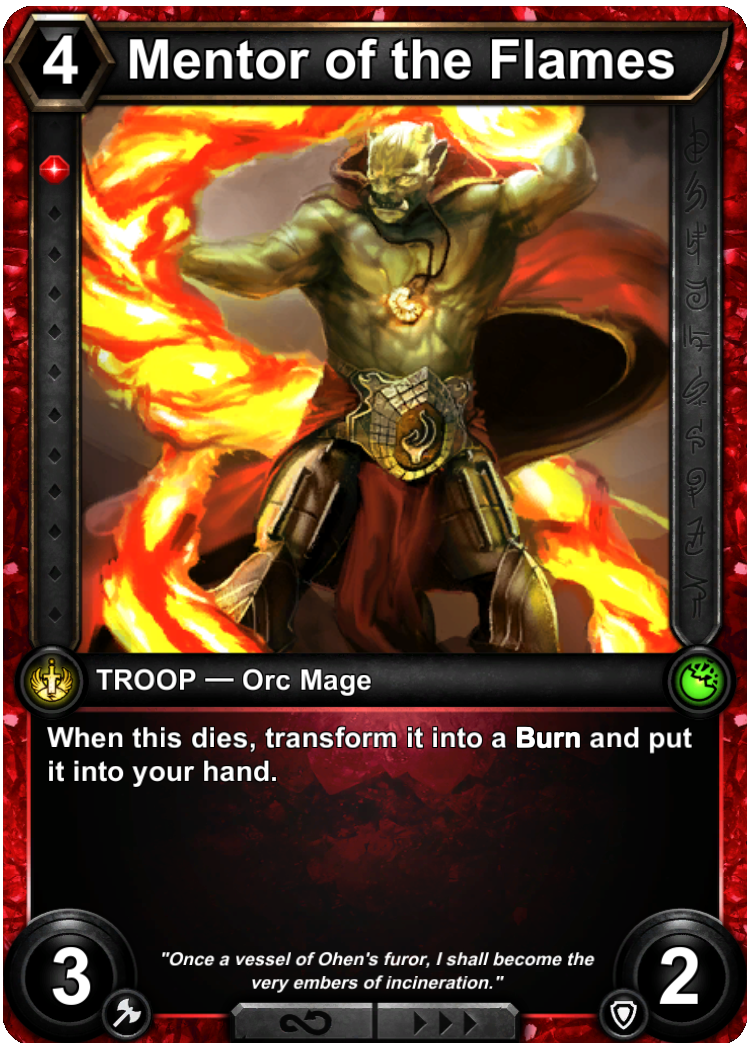 4
Mentor of the Flames
TROOP — Orc Mage
When this dies, transform it into a Burn and put
it into your hand.
"Once a vessel of Ohen's furor, I shall become the
very embers of incineration."
3
2